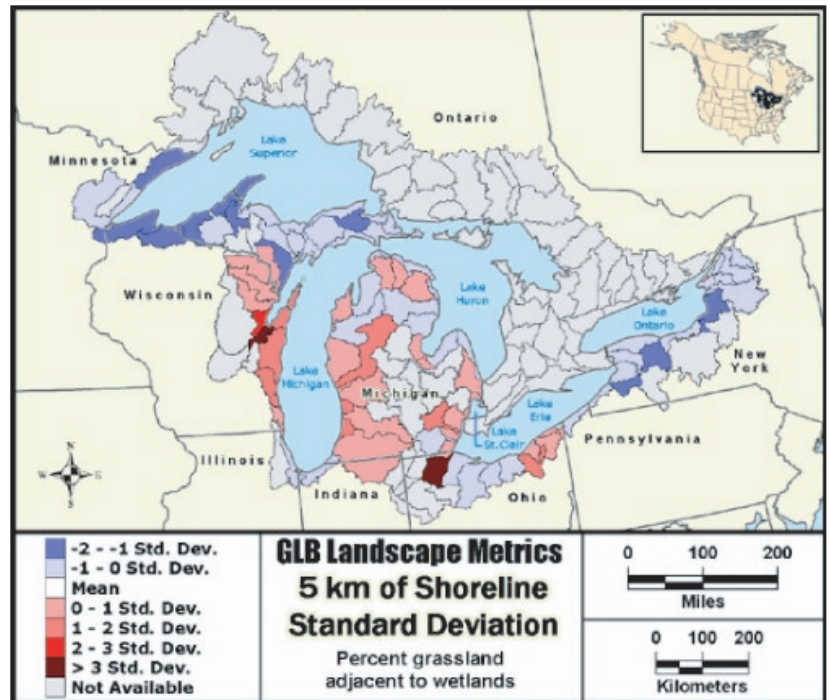 Ontario
Lake
Superior
Minnesota
Wisconsin
Lake
Huron
Lake
Ontario
New
York
Lake
Michigan
Michigan
Lake
Erie
Lake
St. Clair
Pennsylvania
Illinois
Indiana
Ohio
N
W
E
S
-2 - -1 Std. Dev.
-1 - 0 Std. Dev.
Mean
0 - 1 Std. Dev.
1 - 2 Std. Dev.
2 - 3 Std. Dev.
> 3 Std. Dev.
Not Available
GLB Landscape Metrics
5 km of Shoreline
Standard Deviation
Percent grassland
adjacent to wetlands
0 100 200
Miles
0 100 200
Kilometers